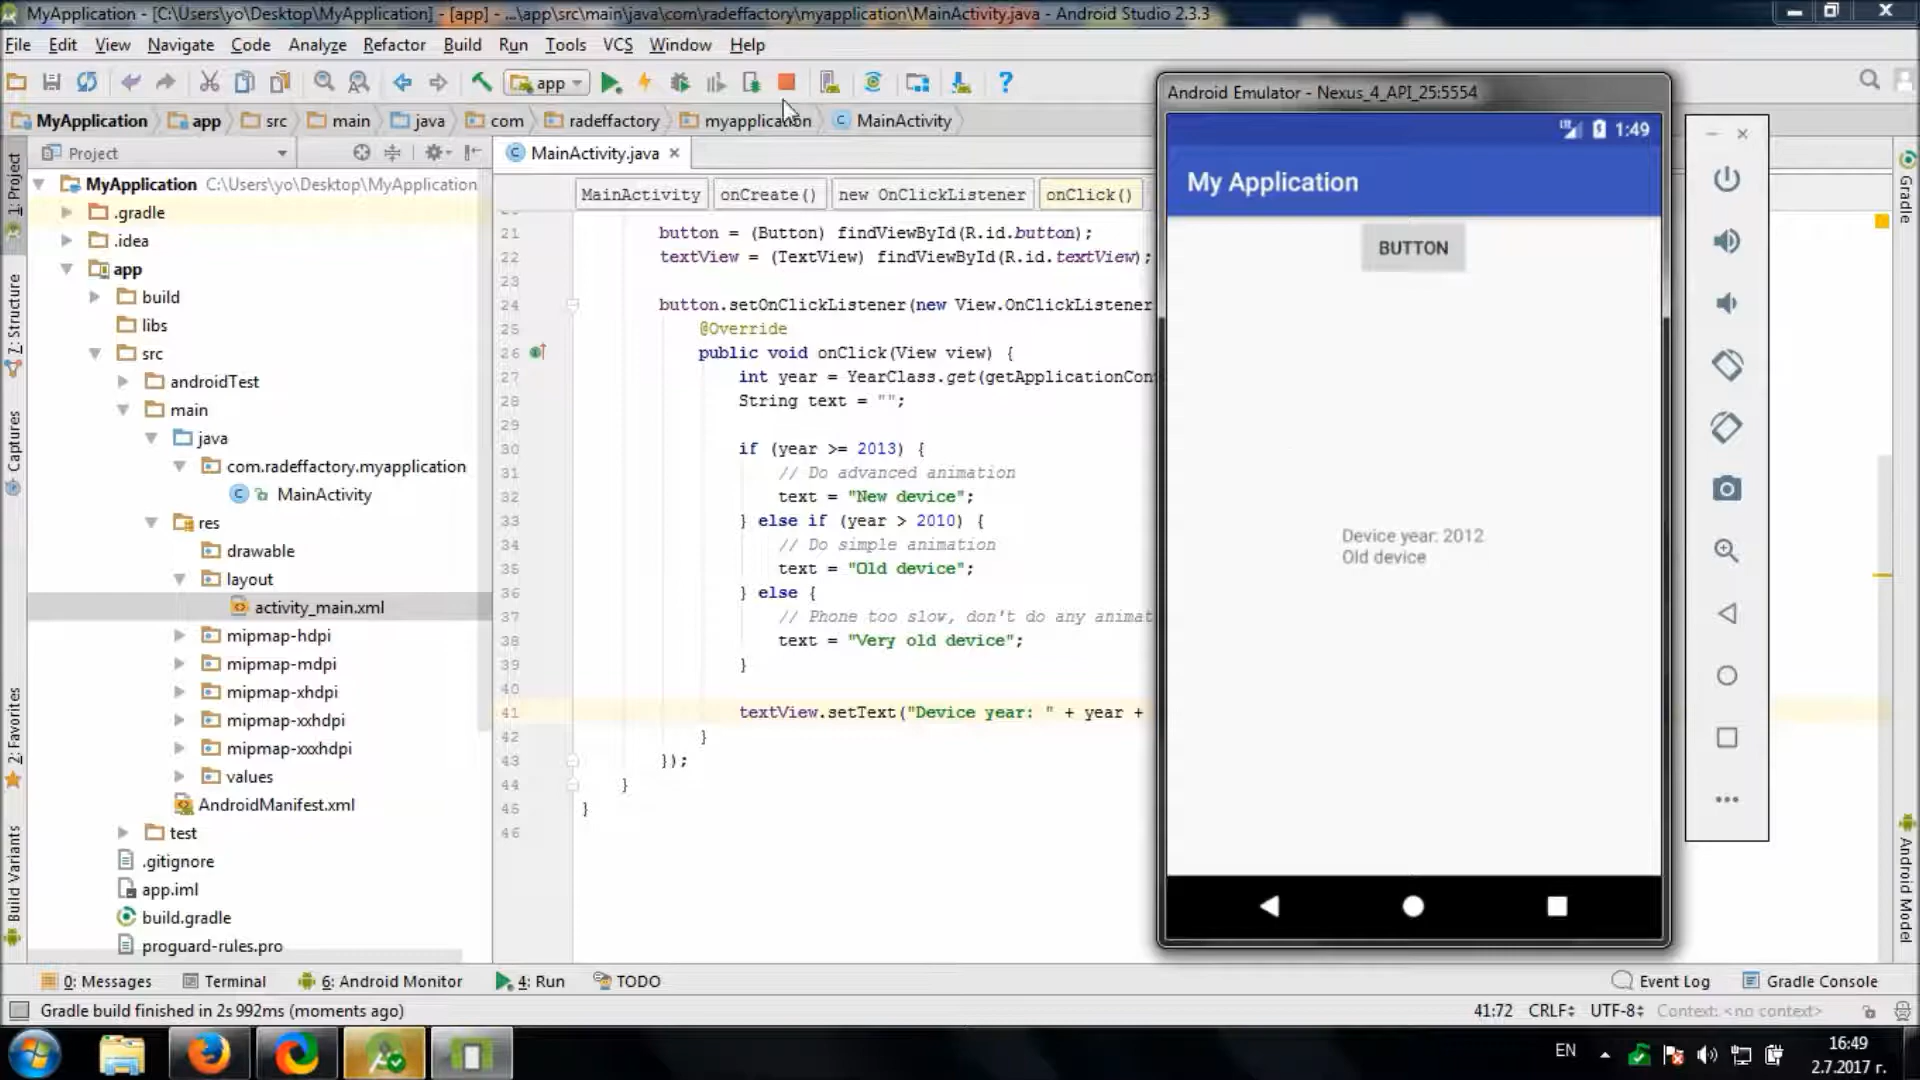 MyApplication - [C:\Users\yo\Desktop\MyApplication] - [app] - ...\app\src\main\java\com\radeffactory\myapplication\MainActivity.java - Android Studio 2.3.3
File Edit View Navigate Code Analyze Refactor Build Run Tools VCS Window Help
app
MyApplication app src main java com radeffactory myapplication MainActivity
Project
MainActivity.java
MainActivity onCreate() new OnClickListener onClick()
1: Project
Z: Structure
Captures
2: Favorites
Build Variants
MyApplication C:\Users\yo\Desktop\MyApplication
.gradle
.idea
app
build
libs
src
androidTest
main
java
com.radeffactory.myapplication
MainActivity
res
drawable
layout
activity_main.xml
mipmap-hdpi
mipmap-mdpi
mipmap-xhdpi
mipmap-xxhdpi
mipmap-xxxhdpi
values
AndroidManifest.xml
test
.gitignore
app.iml
build.gradle
proguard-rules.pro
21 button = (Button) findViewById(R.id.button);
22 textView = (TextView) findViewById(R.id.textView);
23
24 button.setOnClickListener(new View.OnClickListener
25 @Override
26 public void onClick(View view) {
27 int year = YearClass.get(getApplicationCon
28 String text = "";
29
30 if (year >= 2013) {
31 // Do advanced animation
32 text = "New device";
33 } else if (year > 2010) {
34 // Do simple animation
35 text = "Old device";
36 } else {
37 // Phone too slow, don't do any animat
38 text = "Very old device";
39 }
40
41 textView.setText("Device year: " + year +
42 }
43 });
44 }
45 }
46
Android Emulator - Nexus_4_API_25:5554
1:49
My Application
BUTTON
Device year: 2012
Old device
Gradle
Android Model
0: Messages Terminal 6: Android Monitor 4: Run TODO Event Log Gradle Console
Gradle build finished in 2s 992ms (moments ago) 41:72 CRLF UTF-8 Context: <no context>
EN
16:49
2.7.2017 г.